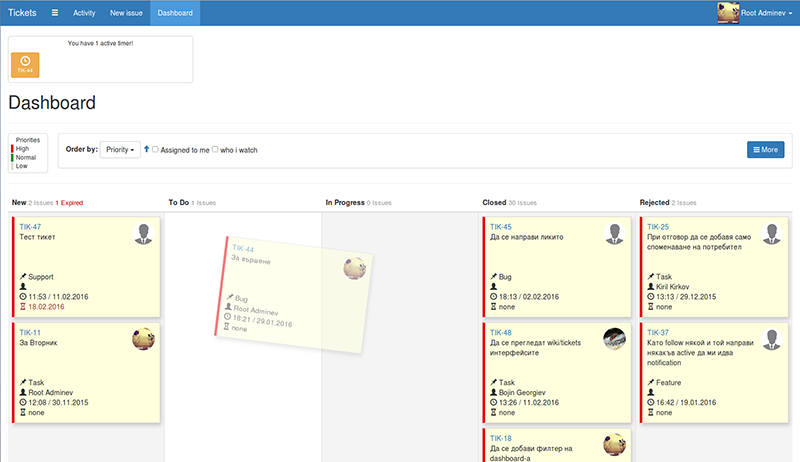 Tickets Activity New issue Dashboard Root Adminev
You have 1 active timer!
TIK-44
Dashboard
Priorities
High
Normal
Low
Order by: Priority Assigned to me who i watch
More
New 2 Issues 1 Expired
TIK-47
Тест тикет
Support
11:53 / 11.02.2016
18.02.2016
TIK-11
За Вторник
Task
Root Adminev
12:08 / 30.11.2015
none
To Do 1 Issues
TIK-44
За вършене
Bug
Root Adminev
18:21 / 29.01.2016
none
In Progress 0 Issues
Closed 30 Issues
TIK-45
Да се направи ликито
Bug
18:13 / 02.02.2016
none
TIK-48
Да се прегледат wiki/tickets
интерфейсите
Task
Bojin Georgiev
13:26 / 11.02.2016
none
TIK-18
Да се добави филтер на
dashboard-а
Rejected 2 Issues
TIK-25
При отговор да се добавя само
споменаване на потребител
Task
Kiril Kirkov
13:13 / 29.12.2015
none
TIK-37
Като follow някой и той направи
някакъв active да ми идва
notification
Feature
16:42 / 19.01.2016
none